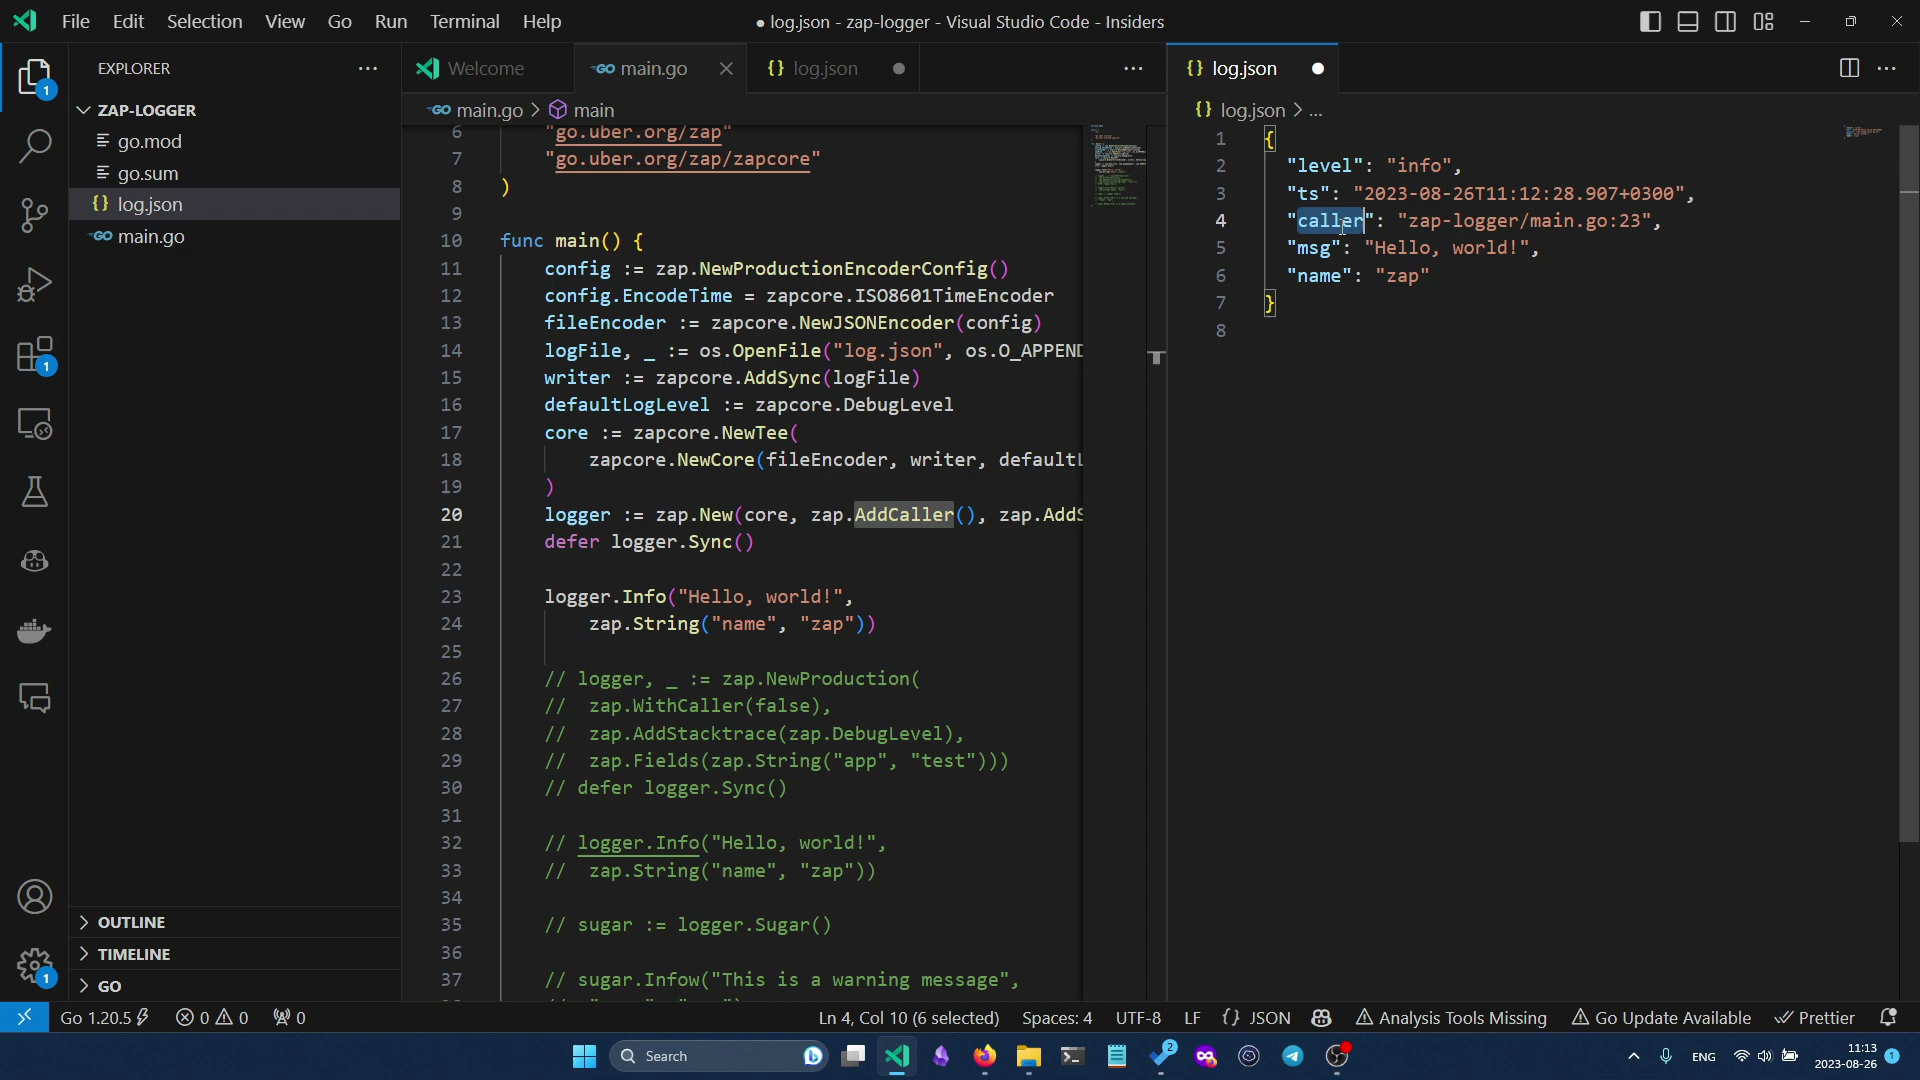 File Edit Selection View Go Run Terminal Help
● log.json - zap-logger - Visual Studio Code - Insiders
EXPLORER
ZAP-LOGGER
go.mod
go.sum
{} log.json
GO main.go
OUTLINE
TIMELINE
GO
1
1
1
Welcome
GO main.go
{} log.json
GO main.go > main
6 "go.uber.org/zap"
7 "go.uber.org/zap/zapcore"
8 )
9
10 func main() {
11 config := zap.NewProductionEncoderConfig()
12 config.EncodeTime = zapcore.ISO8601TimeEncoder
13 fileEncoder := zapcore.NewJSONEncoder(config)
14 logFile, _ := os.OpenFile("log.json", os.O_APPEND
15 writer := zapcore.AddSync(logFile)
16 defaultLogLevel := zapcore.DebugLevel
17 core := zapcore.NewTee(
18 zapcore.NewCore(fileEncoder, writer, defaultL
19 )
20 logger := zap.New(core, zap.AddCaller(), zap.AddS
21 defer logger.Sync()
22
23 logger.Info("Hello, world!",
24 zap.String("name", "zap"))
25
26 // logger, _ := zap.NewProduction(
27 // zap.WithCaller(false),
28 // zap.AddStacktrace(zap.DebugLevel),
29 // zap.Fields(zap.String("app", "test")))
30 // defer logger.Sync()
31
32 // logger.Info("Hello, world!",
33 // zap.String("name", "zap"))
34
35 // sugar := logger.Sugar()
36
37 // sugar.Infow("This is a warning message",
{} log.json
{} log.json > ...
1 {
2 "level": "info",
3 "ts": "2023-08-26T11:12:28.907+0300",
4 "caller": "zap-logger/main.go:23",
5 "msg": "Hello, world!",
6 "name": "zap"
7 }
8
Go 1.20.5 0 0 0
Ln 4, Col 10 (6 selected) Spaces: 4 UTF-8 LF {} JSON Analysis Tools Missing Go Update Available Prettier
Search
2
ENG
11:13
2023-08-26
1